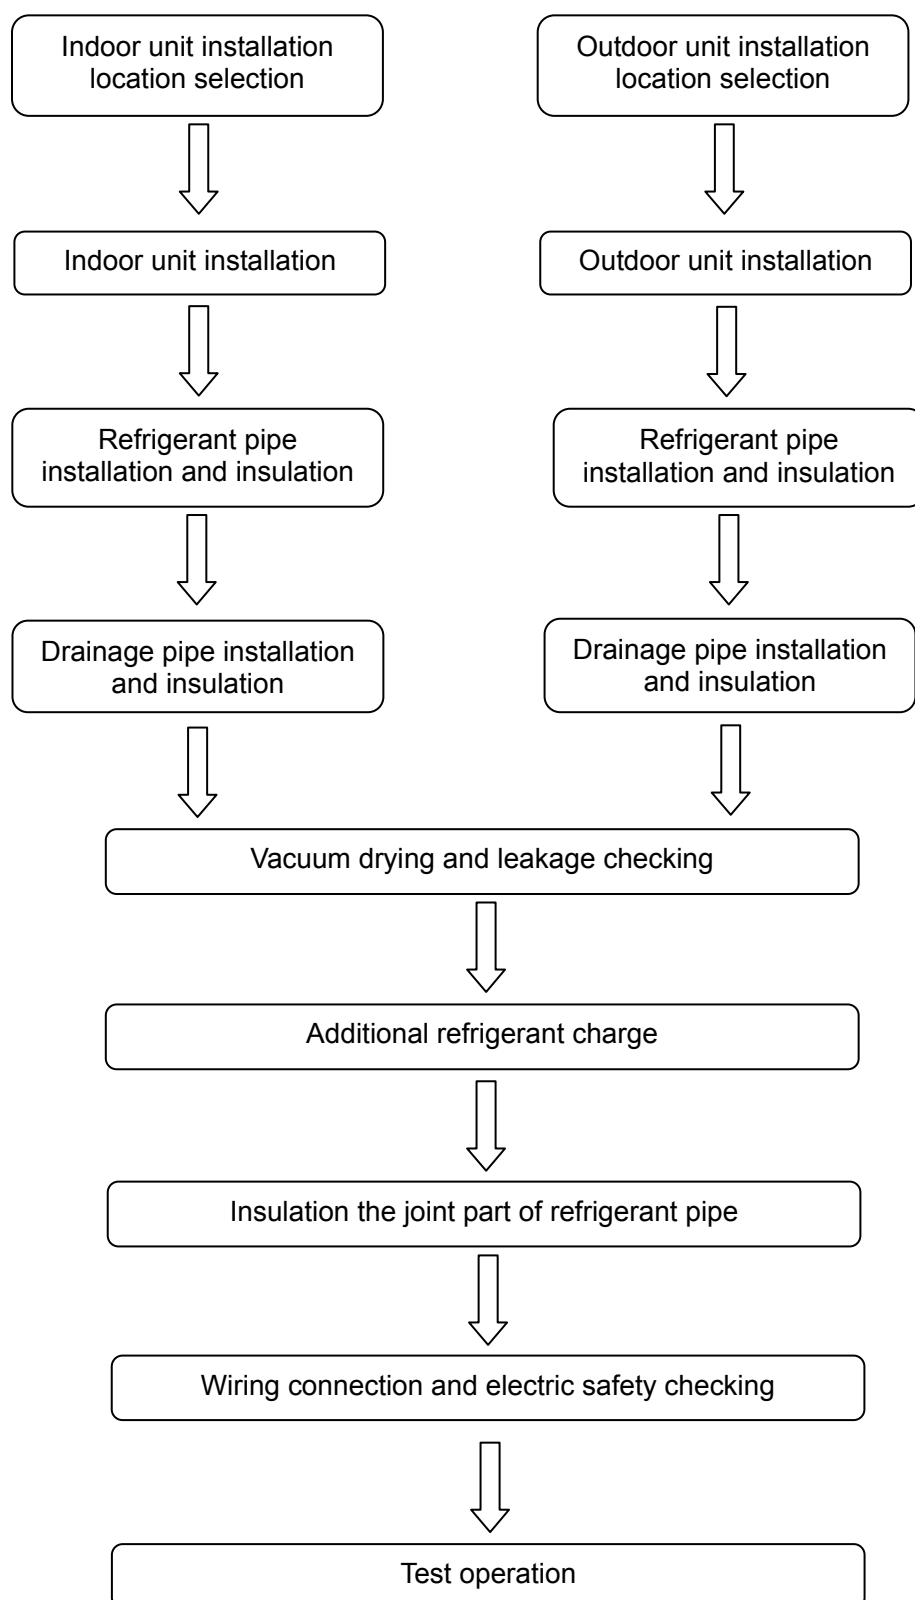 Indoor unit installation
location selection
Outdoor unit installation
location selection
Indoor unit installation
Outdoor unit installation
Refrigerant pipe
installation and insulation
Refrigerant pipe
installation and insulation
Drainage pipe installation
and insulation
Drainage pipe installation
and insulation
Vacuum drying and leakage checking
Additional refrigerant charge
Insulation the joint part of refrigerant pipe
Wiring connection and electric safety checking
Test operation